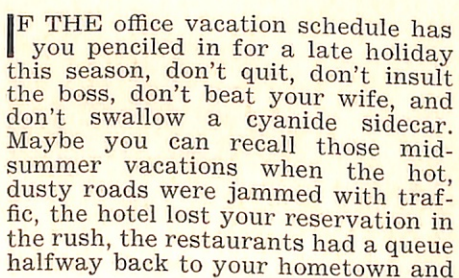 IF THE office vacation schedule has
you penciled in for a late holiday
this season, don't quit, don't insult
the boss, don't beat your wife, and
don't swallow a cyanide sidecar.
Maybe you can recall those mid-
summer vacations when the hot,
dusty roads were jammed with traf-
fic, the hotel lost your reservation in
the rush, the restaurants had a queue
halfway back to your hometown and